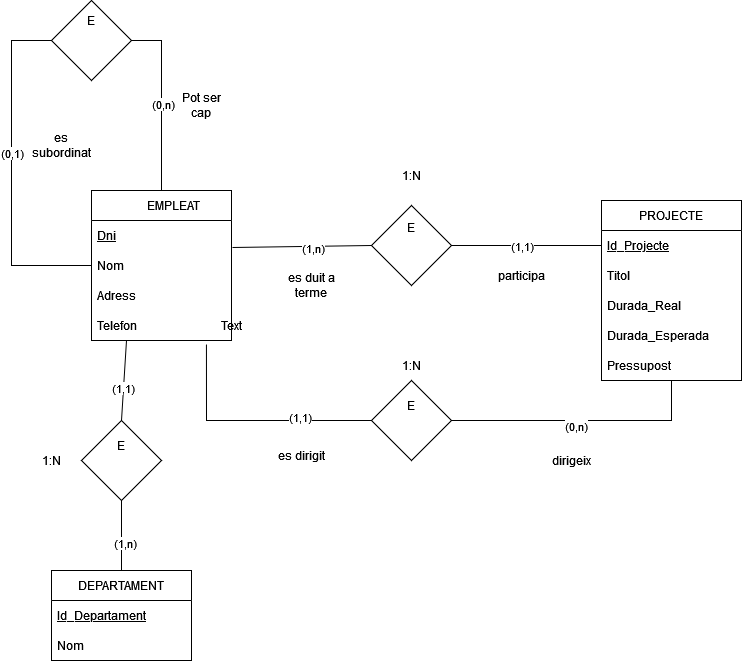 E
Pot ser
cap
(0,n)
es
subordinat
(0,1)
EMPLEAT
Dni
Nom
Adress
Telefon
Text
1:N
E
(1,n)
(1,1)
es duit a
terme
participa
PROJECTE
Id_Projecte
Titol
Durada_Real
Durada_Esperada
Pressupost
1:N
E
(1,1)
(0,n)
es dirigit
dirigeix
(1,1)
E
1:N
(1,n)
DEPARTAMENT
Id_Departament
Nom